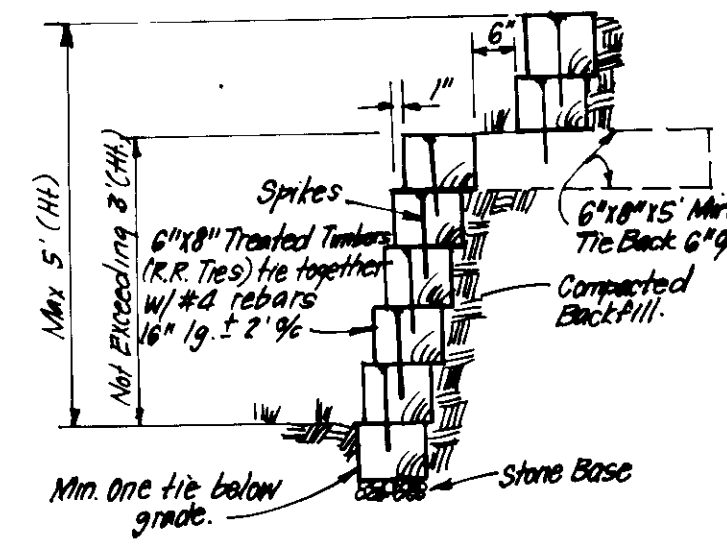 6"
1"
Max 5' (Ht)
Not Exceeding 3' (Ht.)
Spikes
6"x8" Treated Timbers
(R.R. Ties) tie together
w/ #4 rebars
16" lg. ± 2' %
6"x8"x5' Min
Tie Back 6"
Compacted
Backfill.
Stone Base
Min. One tie below
grade.